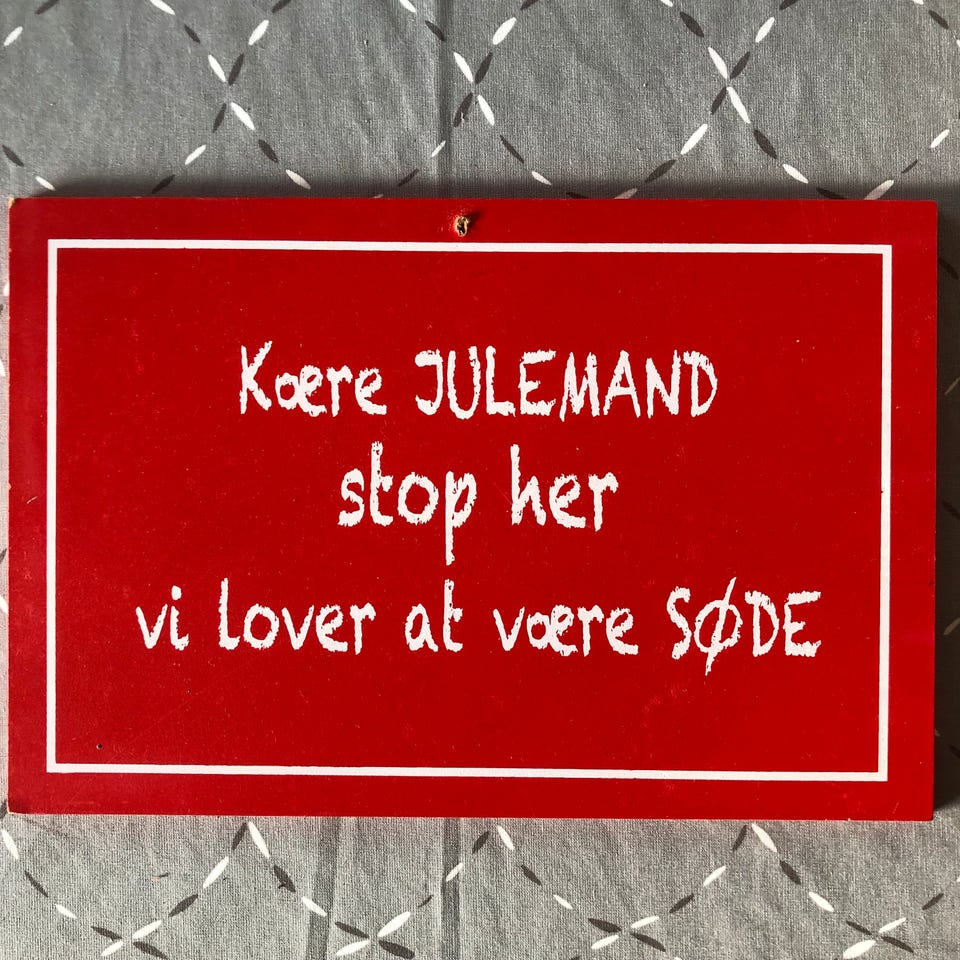 Kære JULEMAND
stop her
vi lover at være SØDE